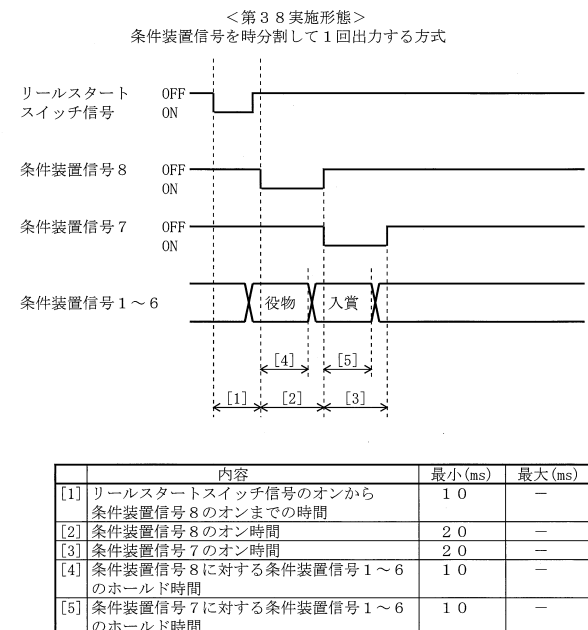 ＜第３８実施形態＞
条件装置信号を時分割して１回出力する方式
リールスタート
スイッチ信号
OFF
ON
条件装置信号８
OFF
ON
条件装置信号７
OFF
ON
条件装置信号１～６
役物
入賞
[4]
[5]
[1]
[2]
[3]
内容 最小(ms) 最大(ms)
[1] リールスタートスイッチ信号のオンから １０ －
条件装置信号８のオンまでの時間
[2] 条件装置信号８のオン時間 ２０ －
[3] 条件装置信号７のオン時間 ２０ －
[4] 条件装置信号８に対する条件装置信号１～６ １０ －
のホールド時間
[5] 条件装置信号７に対する条件装置信号１～６ １０ －
のホールド時間